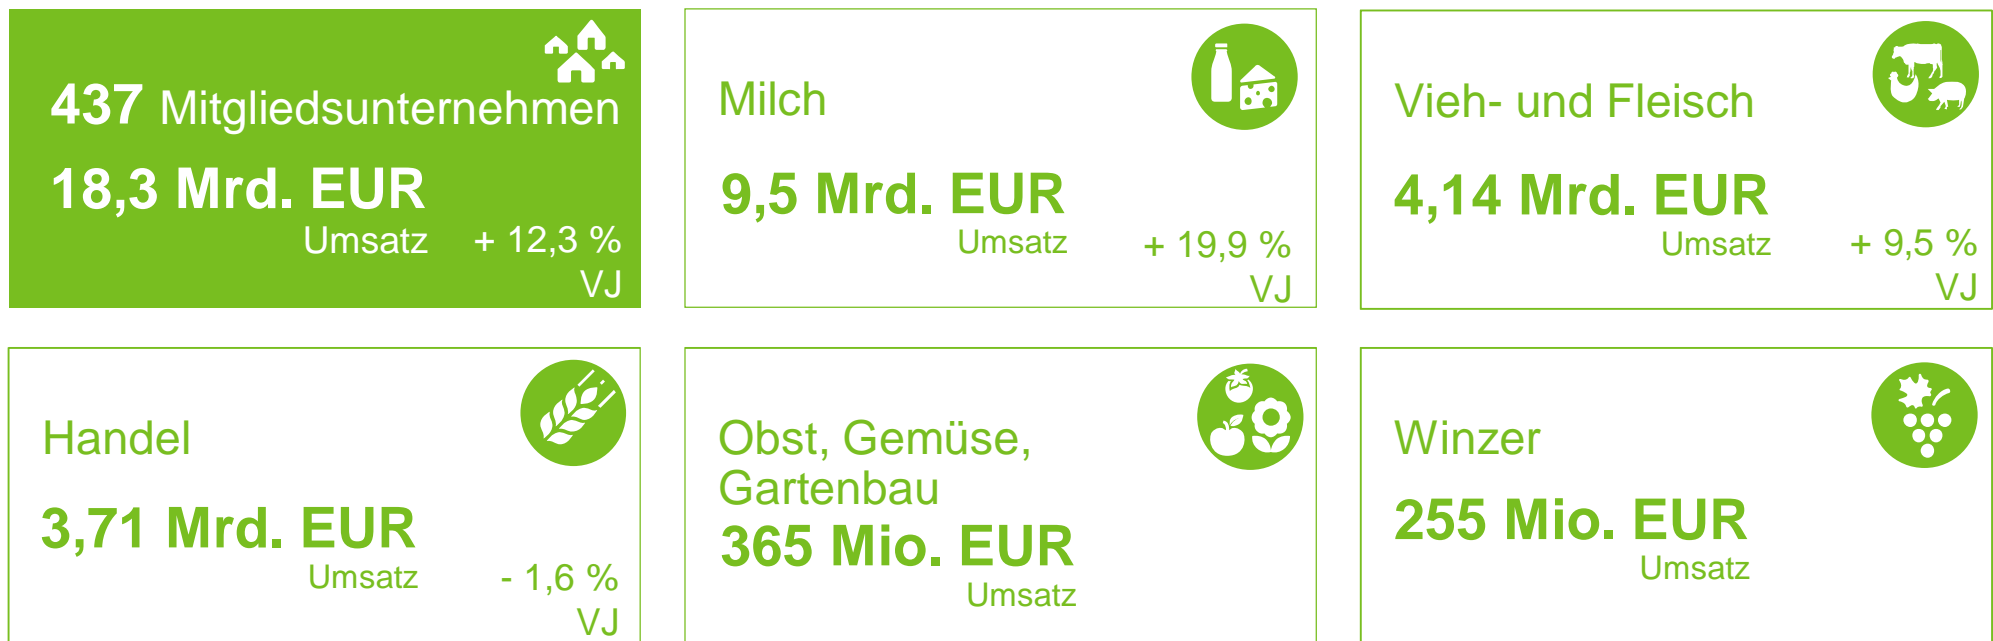 437 Mitgliedsunternehmen
18,3 Mrd. EUR
Umsatz + 12,3 %
VJ
Milch
9,5 Mrd. EUR
Umsatz + 19,9 %
VJ
Vieh- und Fleisch
4,14 Mrd. EUR
Umsatz + 9,5 %
VJ
Handel
3,71 Mrd. EUR
Umsatz - 1,6 %
VJ
Obst, Gemüse,
Gartenbau
365 Mio. EUR
Umsatz
Winzer
255 Mio. EUR
Umsatz